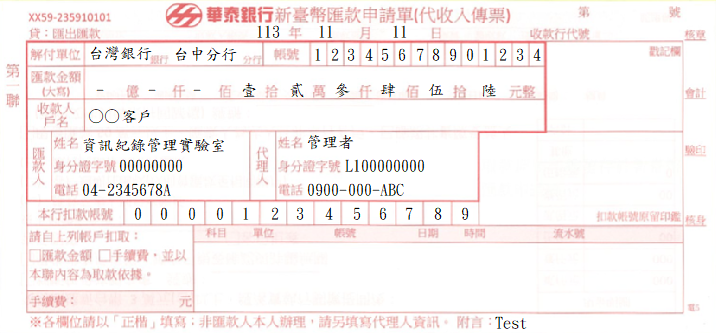 XX59-235910101 華泰銀行新臺幣匯款申請單(代收入傳票) 第 號
貸：匯出匯款 113 年 11 月 11 日 收款行代號 核章
解付單位 台灣銀行 銀行 台中分行 分行 帳號 1 2 3 4 5 6 7 8 9 0 1 2 3 4 戳記欄
匯款金額(大寫) - 億 - 仟 - 佰 壹 拾 貳 萬 參 仟 肆 佰 伍 拾 陸 元整 會計
收款人戶名 ○○客戶
第一聯
匯款人 姓名 資訊紀錄管理實驗室 代理人 姓名 管理者 驗印
身分證字號 00000000 身分證字號 L100000000
電話 04-2345678A 電話 0900-000-ABC
本行扣款帳號 0 0 0 0 1 2 3 4 5 6 7 8 9 扣款帳號原留印鑑 核身
請自上列帳戶扣取： 科目 單位 帳號 日期 時間 流水號
□匯款金額 □手續費，並以
本聯內容為取款依據。
手續費： 元
※各欄位請以「正楷」填寫；非匯款人本人辦理，請另填寫代理人資訊。 附言：Test